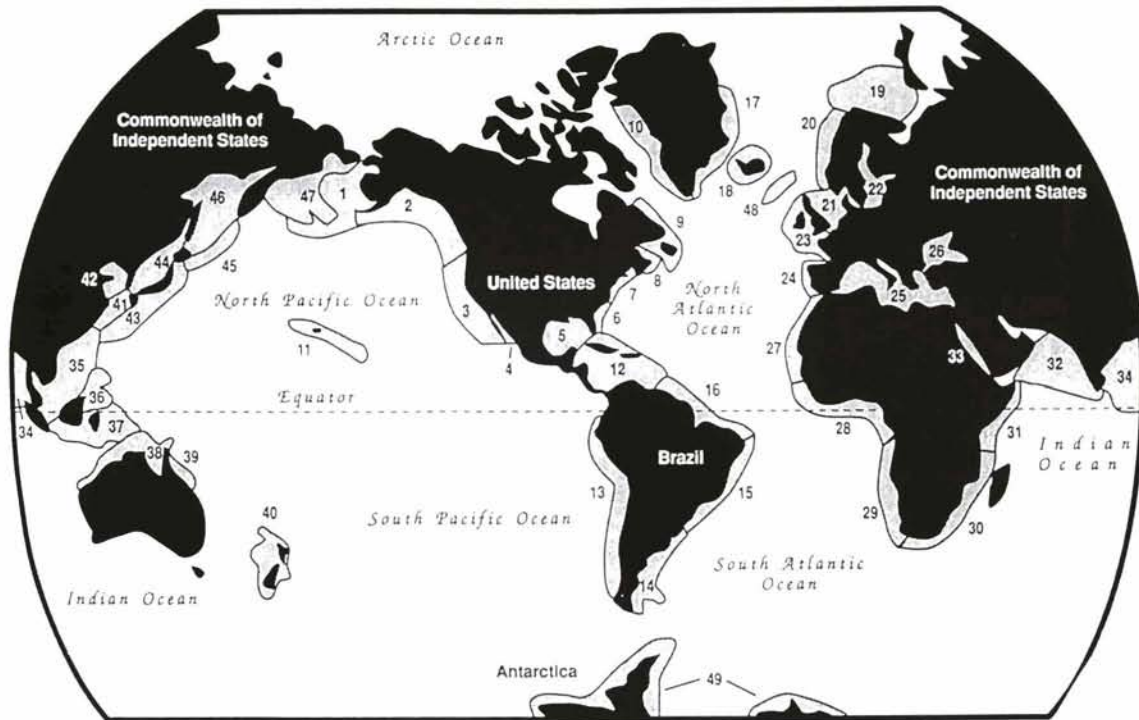 Arctic Ocean
17
19
10
20
Commonwealth of
Independent States
Commonwealth of
Independent States
46
47
1
2
18
48
21
22
9
23
45
44
42
8
26
24
United States
7
North
Atlantic
Ocean
25
41
43
North Pacific Ocean
3
6
5
27
11
4
33
32
34
35
12
36
16
Equator
34
37
28
31
Indian
Ocean
38
39
Brazil
13
15
40
South Pacific Ocean
29
30
South Atlantic
Ocean
14
Indian Ocean
Antarctica
49